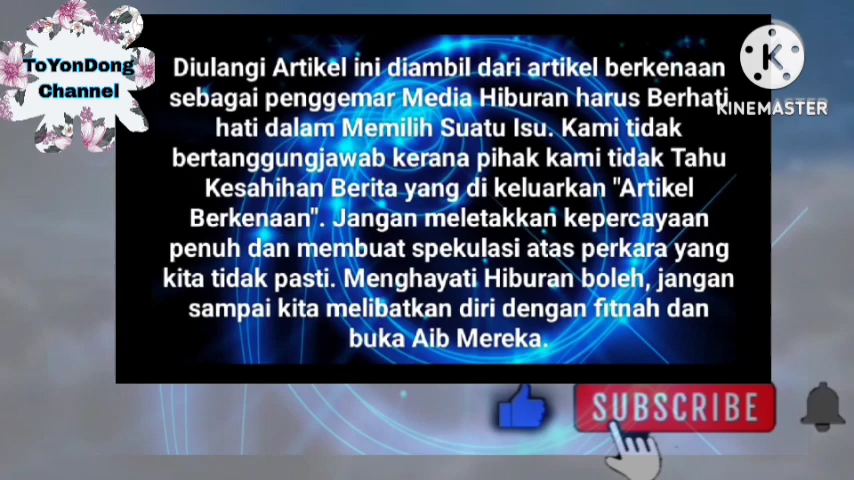 ToYonDong
Channel
Diulangi Artikel ini diambil dari artikel berkenaan
sebagai penggemar Media Hiburan harus Berhati
hati dalam Memilih Suatu Isu. Kami tidak
bertanggungjawab kerana pihak kami tidak Tahu
Kesahihan Berita yang di keluarkan "Artikel
Berkenaan". Jangan meletakkan kepercayaan
penuh dan membuat spekulasi atas perkara yang
kita tidak pasti. Menghayati Hiburan boleh, jangan
sampai kita melibatkan diri dengan fitnah dan
buka Aib Mereka.
K
KINEMASTER
SUBSCRIBE